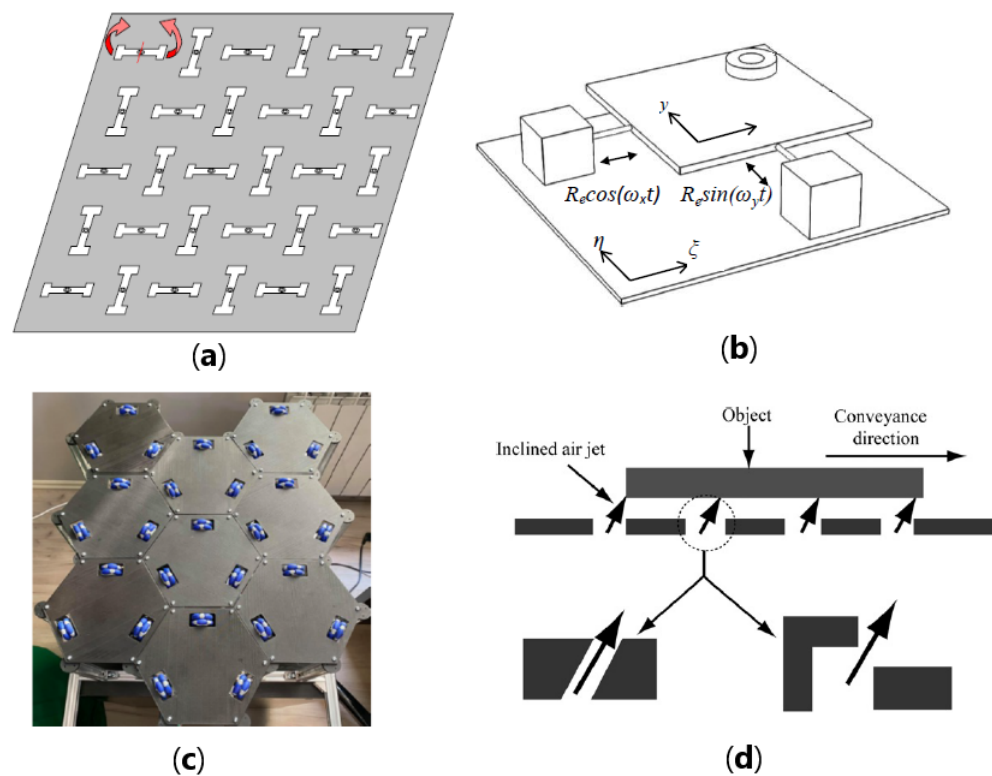 (a)
y
R_e cos(ω_x t)
R_e sin(ω_y t)
η
ξ
(b)
(c)
Object
Conveyance
direction
Inclined air jet
(d)